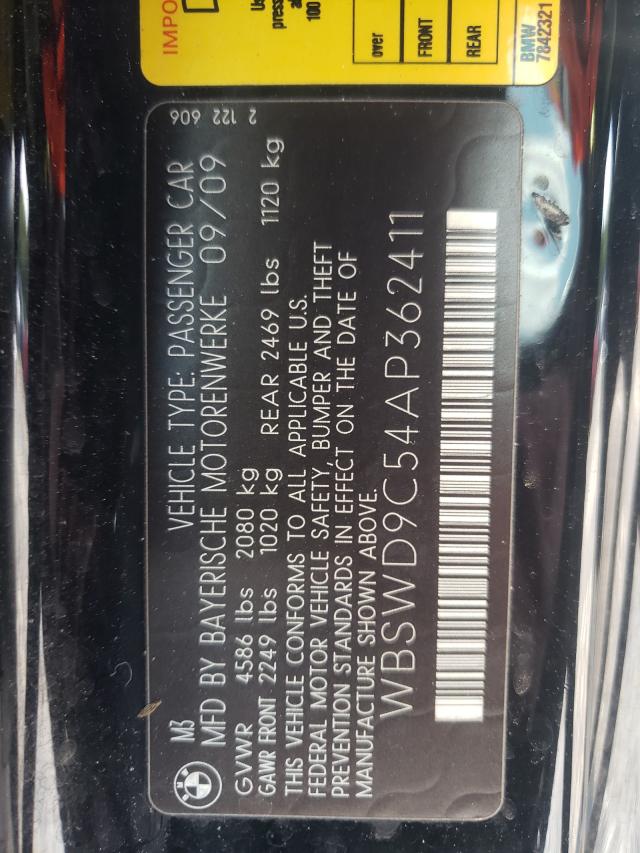 M3 VEHICLE TYPE: PASSENGER CAR
MFD BY BAYERISCHE MOTORENWERKE 09/09
GVWR 4586 lbs 2080 kg
GAWR FRONT 2249 lbs 1020 kg REAR 2469 lbs 1120 kg
THIS VEHICLE CONFORMS TO ALL APPLICABLE U.S.
FEDERAL MOTOR VEHICLE SAFETY, BUMPER AND THEFT
PREVENTION STANDARDS IN EFFECT ON THE DATE OF
MANUFACTURE SHOWN ABOVE.
WBSWD9C54AP362411
2 122 606
IMPO
press
100
over
FRONT
REAR
BMW
7842321